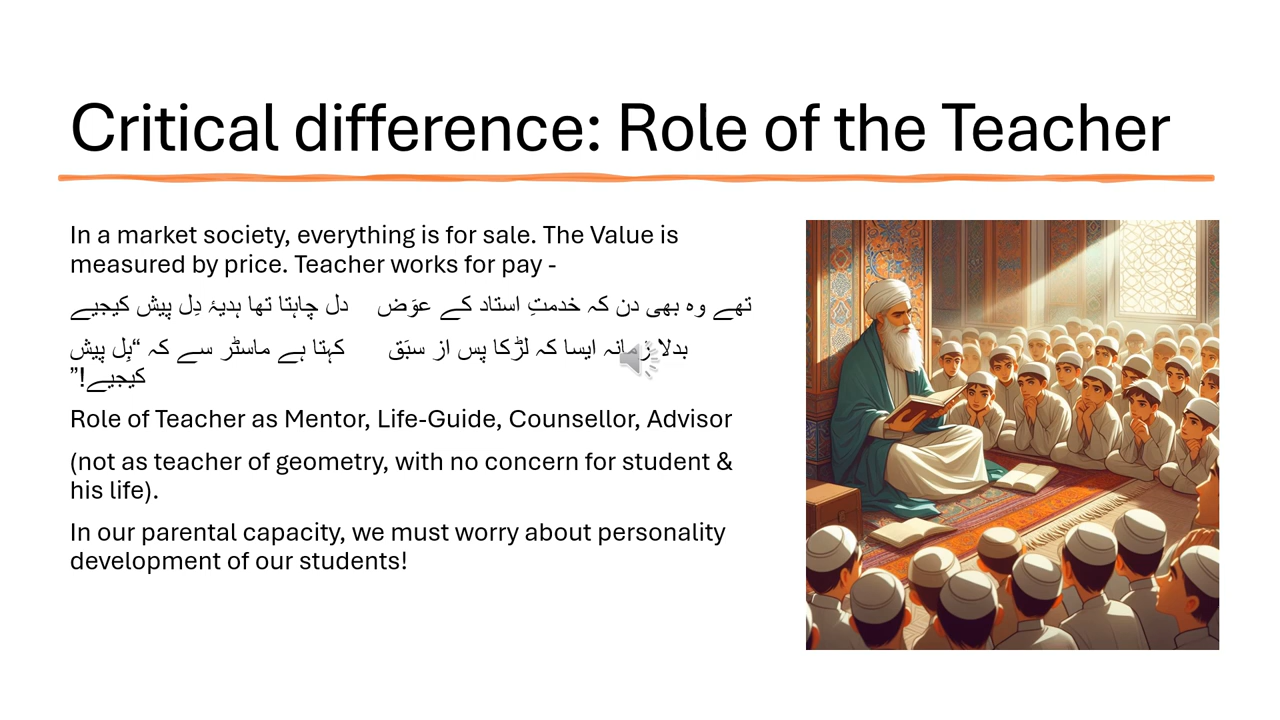 Critical difference: Role of the Teacher
In a market society, everything is for sale. The Value is
measured by price. Teacher works for pay -
تھے وہ بھی دن کہ خدمتِ استاد کے عوَض     دل چاہتا تھا ہدیۂ دِل پیش کیجیے
بدلا زمانہ ایسا کہ لڑکا پس از سبَق     کہتا ہے ماسٹر سے کہ “بِل پیش
کیجیے!”
Role of Teacher as Mentor, Life-Guide, Counsellor, Advisor
(not as teacher of geometry, with no concern for student &
his life).
In our parental capacity, we must worry about personality
development of our students!